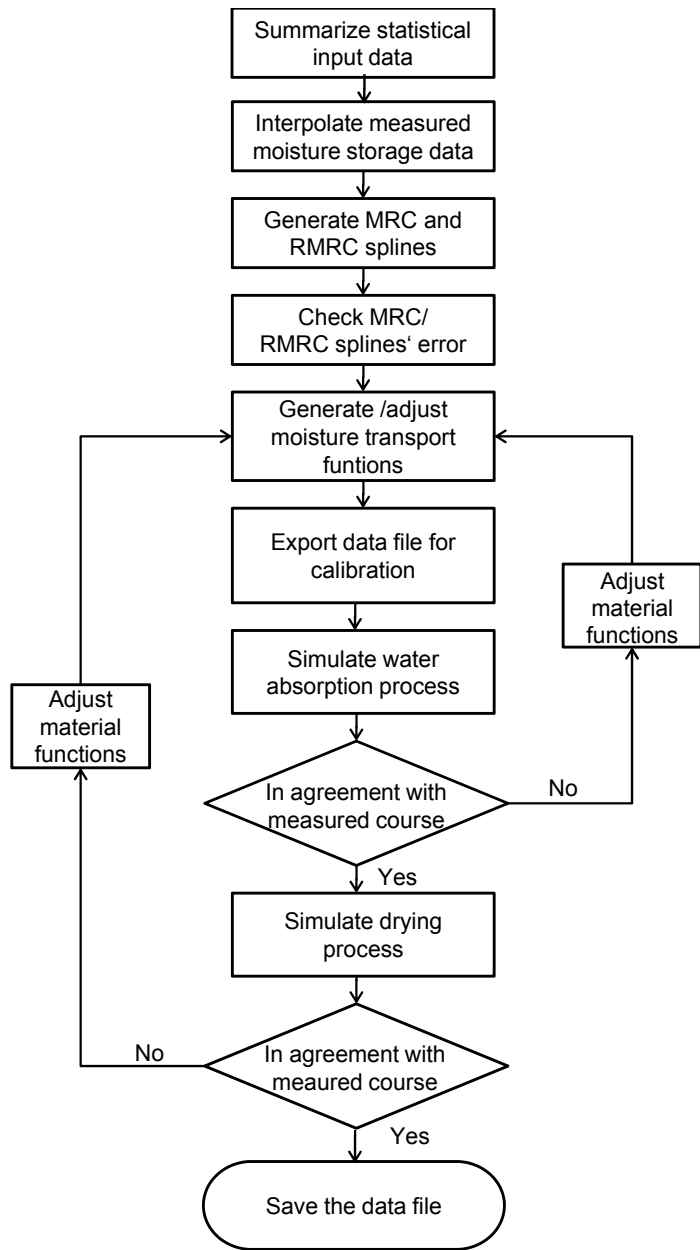 Summarize statistical
input data
Interpolate measured
moisture storage data
Generate MRC and
RMRC splines
Check MRC/
RMRC splines‘ error
Generate /adjust
moisture transport
funtions
Export data file for
calibration
Adjust
material
functions
Simulate water
absorption process
Adjust
material
functions
In agreement with
measured course
No
Yes
Simulate drying
process
In agreement with
meaured course
No
Yes
Save the data file